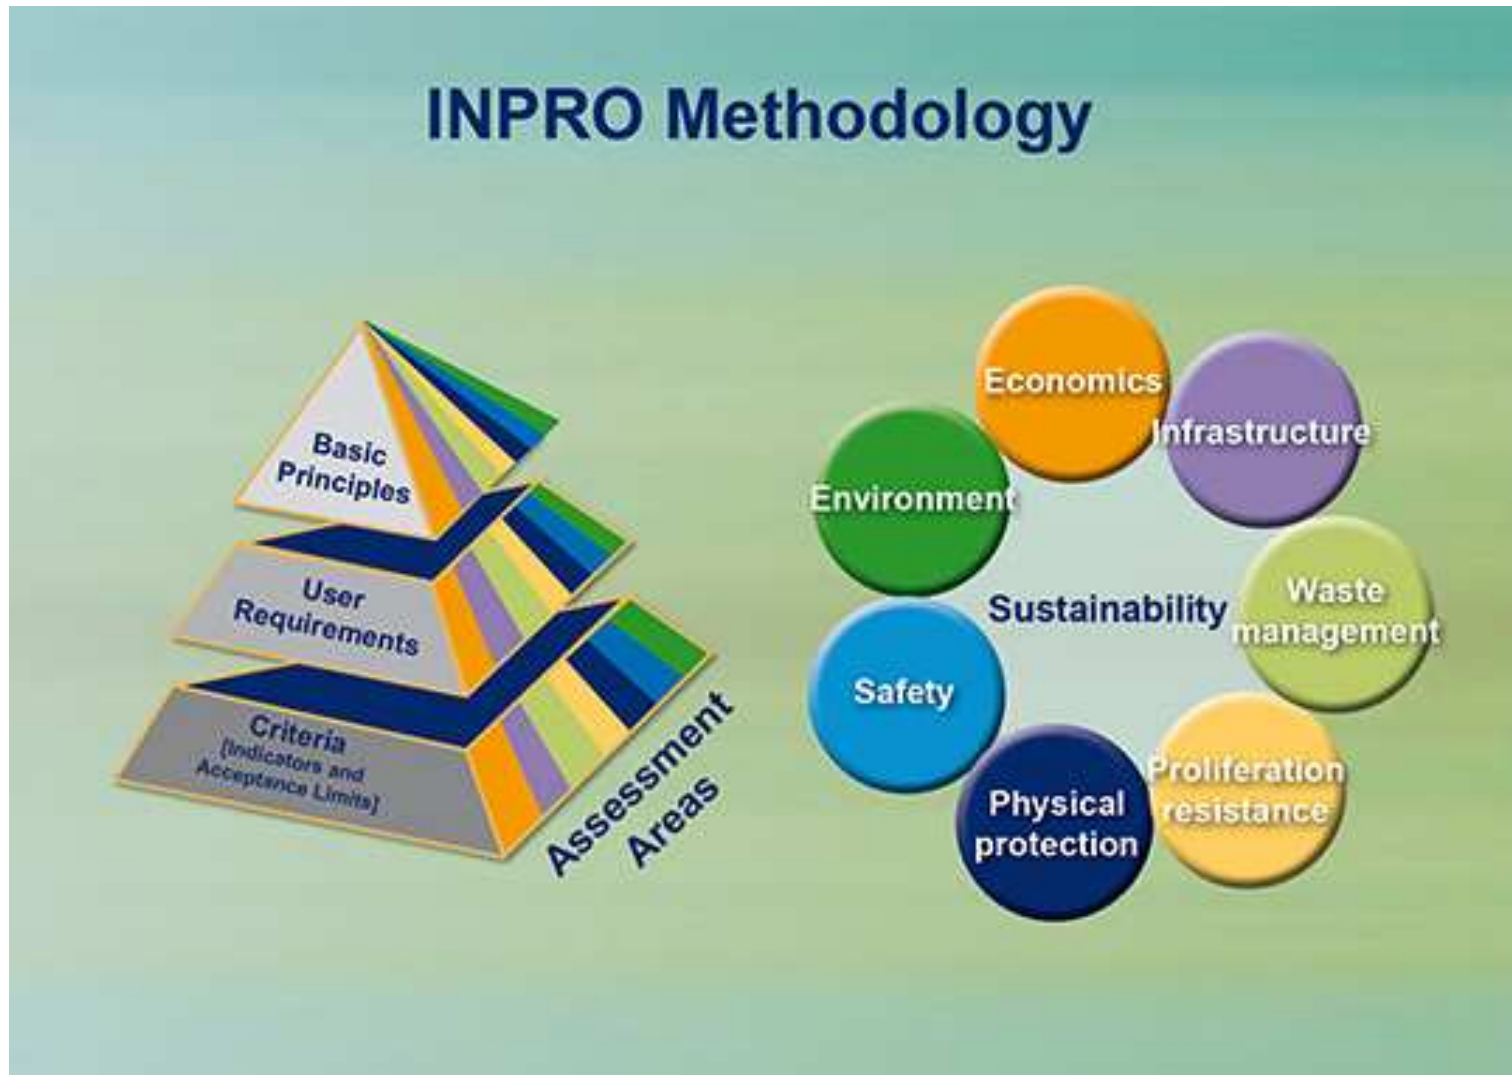 INPRO Methodology
Basic
Principles
User
Requirements
Criteria
[Indicators and
Acceptance Limits]
Assessment
Areas
Economics
Infrastructure
Environment
Waste
management
Sustainability
Safety
Proliferation
resistance
Physical
protection